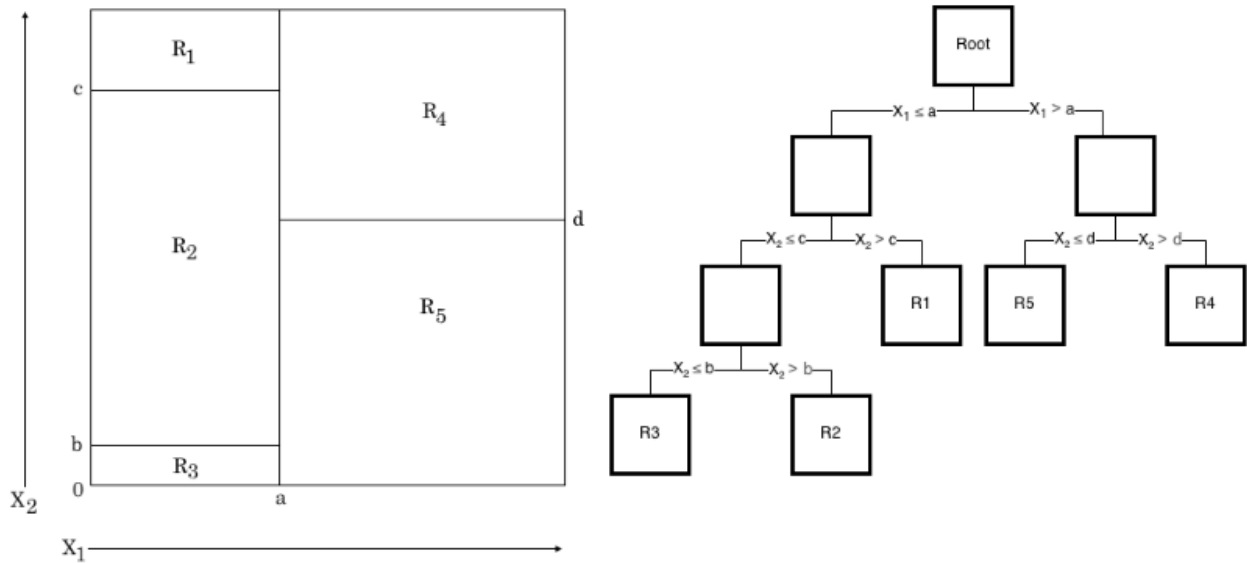 R₁
c
R₄
R₂
d
R₅
b
R₃
0
a
X₂
X₁
Root
X₁ ≤ a
X₁ > a
X₂ ≤ c
X₂ > c
X₂ ≤ d
X₂ > d
R1
R5
R4
X₂ ≤ b
X₂ > b
R3
R2